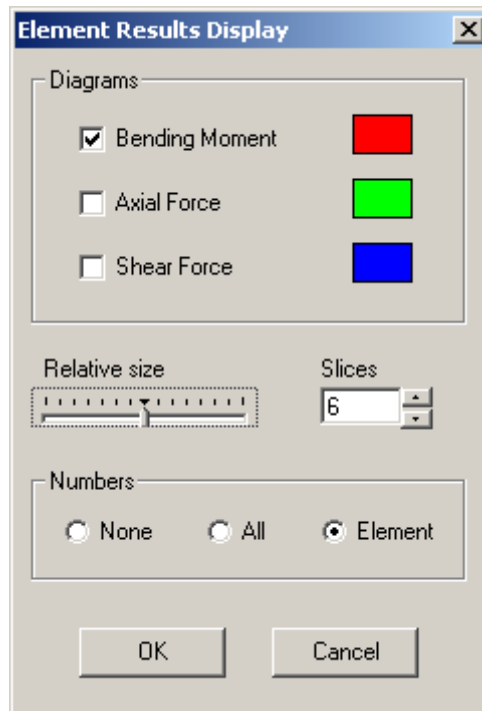 Element Results Display
Diagrams
Bending Moment
Axial Force
Shear Force
Relative size Slices
6
Numbers
None All Element
OK Cancel